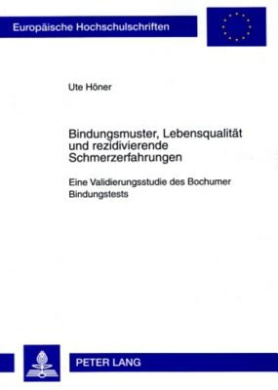 Europäische Hochschulschriften
Ute Höner
Bindungsmuster, Lebensqualität
und rezidivierende
Schmerzerfahrungen
Eine Validierungsstudie des Bochumer
Bindungstests
PETER LANG